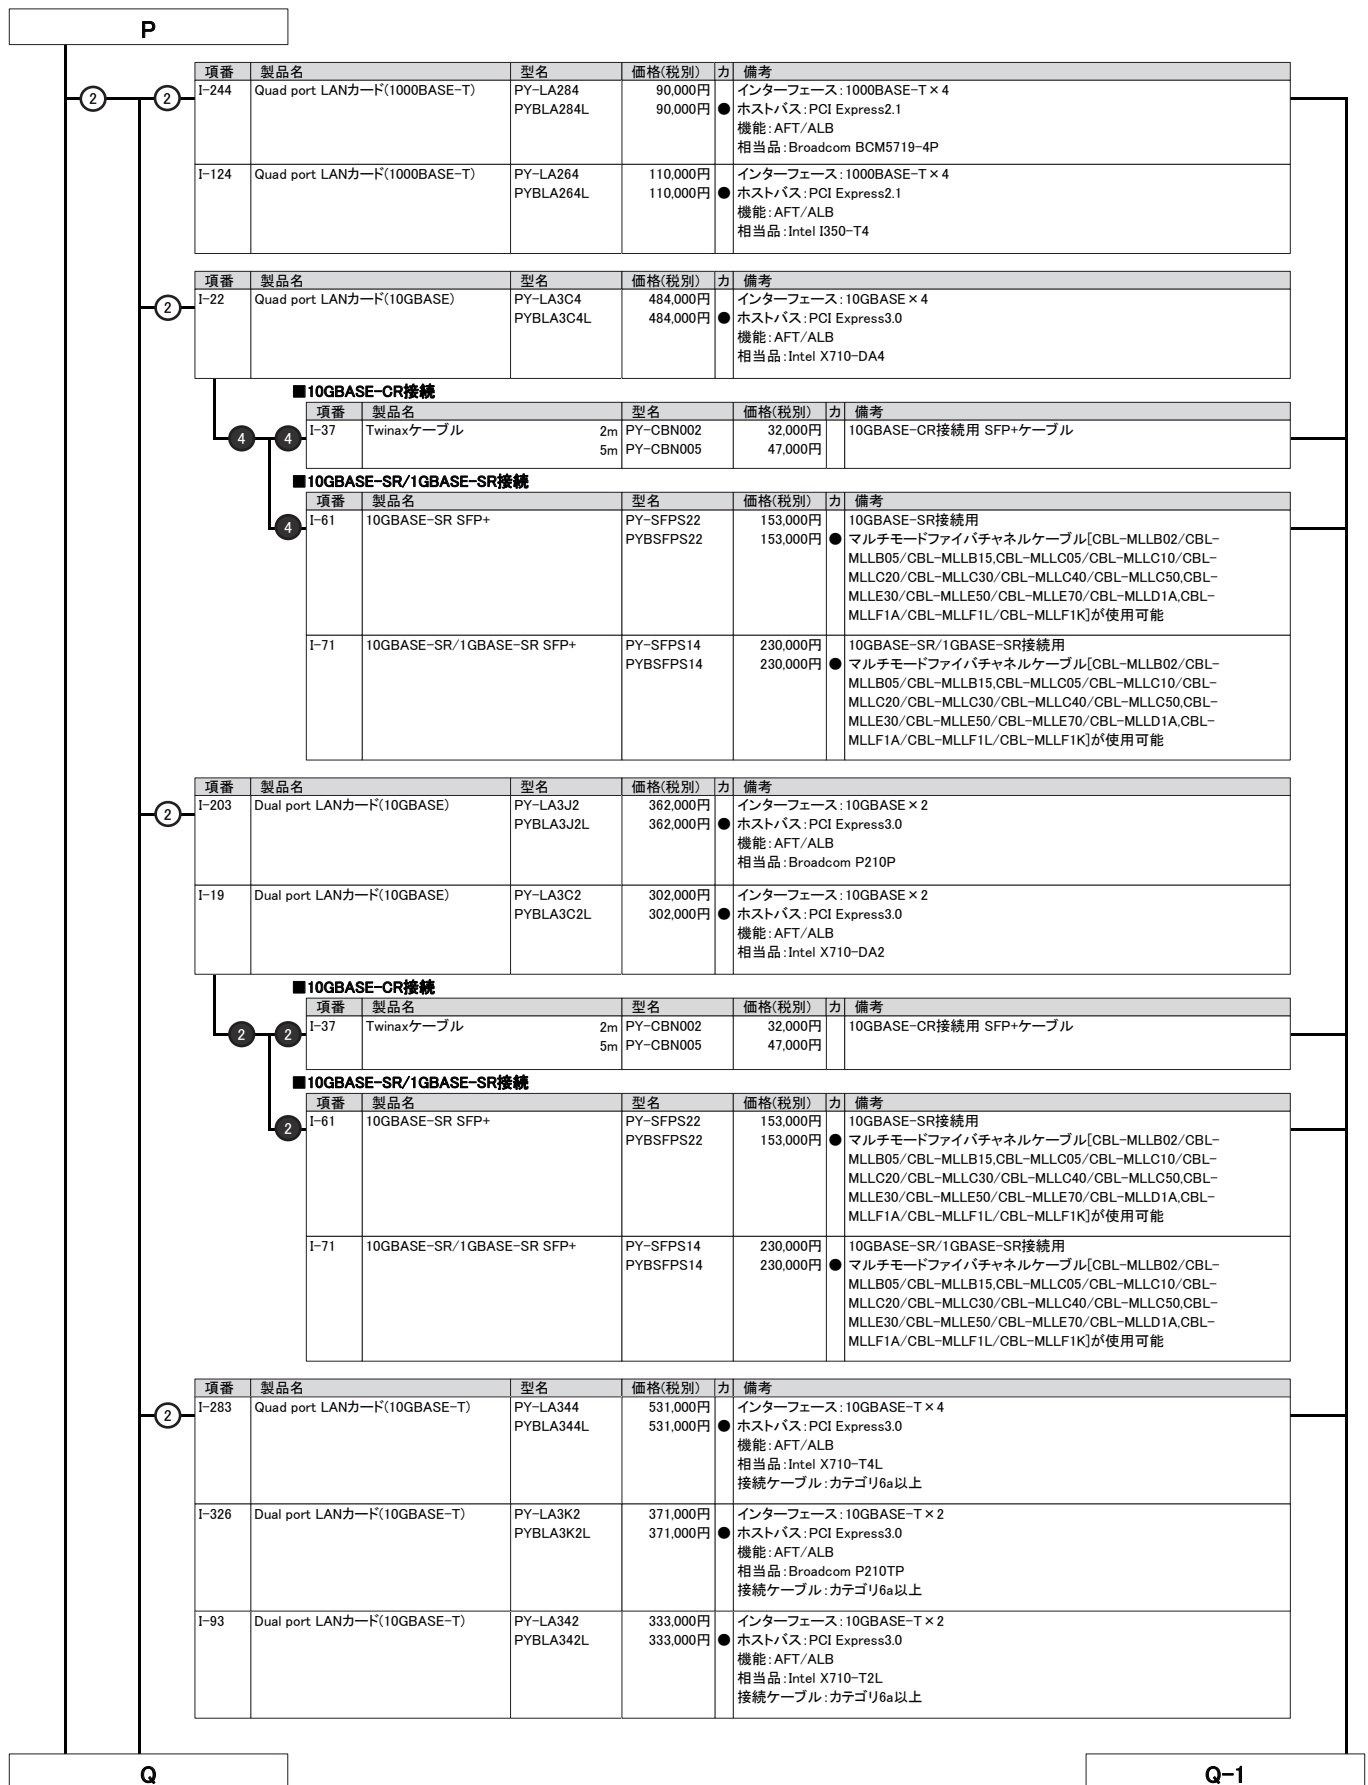 P
項番 製品名 型名 価格(税別) カ 備考
2 2 I-244 Quad port LANカード(1000BASE-T) PY-LA284 90,000円 インターフェース:1000BASE-T×4
PYBLA284L 90,000円 ● ホストバス:PCI Express2.1
機能:AFT/ALB
相当品:Broadcom BCM5719-4P
I-124 Quad port LANカード(1000BASE-T) PY-LA264 110,000円 インターフェース:1000BASE-T×4
PYBLA264L 110,000円 ● ホストバス:PCI Express2.1
機能:AFT/ALB
相当品:Intel I350-T4
項番 製品名 型名 価格(税別) カ 備考
2 I-22 Quad port LANカード(10GBASE) PY-LA3C4 484,000円 インターフェース:10GBASE×4
PYBLA3C4L 484,000円 ● ホストバス:PCI Express3.0
機能:AFT/ALB
相当品:Intel X710-DA4
■10GBASE-CR接続
項番 製品名 型名 価格(税別) カ 備考
4 4 I-37 Twinaxケーブル 2m PY-CBN002 32,000円 10GBASE-CR接続用 SFP+ケーブル
5m PY-CBN005 47,000円
■10GBASE-SR/1GBASE-SR接続
項番 製品名 型名 価格(税別) カ 備考
4 I-61 10GBASE-SR SFP+ PY-SFPS22 153,000円 10GBASE-SR接続用
PYBSFPS22 153,000円 ● マルチモードファイバチャネルケーブル[CBL-MLLB02/CBL-
MLLB05/CBL-MLLB15,CBL-MLLC05/CBL-MLLC10/CBL-
MLLC20/CBL-MLLC30/CBL-MLLC40/CBL-MLLC50,CBL-
MLLE30/CBL-MLLE50/CBL-MLLE70/CBL-MLLD1A,CBL-
MLLF1A/CBL-MLLF1L/CBL-MLLF1K]が使用可能
I-71 10GBASE-SR/1GBASE-SR SFP+ PY-SFPS14 230,000円 10GBASE-SR/1GBASE-SR接続用
PYBSFPS14 230,000円 ● マルチモードファイバチャネルケーブル[CBL-MLLB02/CBL-
MLLB05/CBL-MLLB15,CBL-MLLC05/CBL-MLLC10/CBL-
MLLC20/CBL-MLLC30/CBL-MLLC40/CBL-MLLC50,CBL-
MLLE30/CBL-MLLE50/CBL-MLLE70/CBL-MLLD1A,CBL-
MLLF1A/CBL-MLLF1L/CBL-MLLF1K]が使用可能
項番 製品名 型名 価格(税別) カ 備考
2 I-203 Dual port LANカード(10GBASE) PY-LA3J2 362,000円 インターフェース:10GBASE×2
PYBLA3J2L 362,000円 ● ホストバス:PCI Express3.0
機能:AFT/ALB
相当品:Broadcom P210P
I-19 Dual port LANカード(10GBASE) PY-LA3C2 302,000円 インターフェース:10GBASE×2
PYBLA3C2L 302,000円 ● ホストバス:PCI Express3.0
機能:AFT/ALB
相当品:Intel X710-DA2
■10GBASE-CR接続
項番 製品名 型名 価格(税別) カ 備考
2 2 I-37 Twinaxケーブル 2m PY-CBN002 32,000円 10GBASE-CR接続用 SFP+ケーブル
5m PY-CBN005 47,000円
■10GBASE-SR/1GBASE-SR接続
項番 製品名 型名 価格(税別) カ 備考
2 I-61 10GBASE-SR SFP+ PY-SFPS22 153,000円 10GBASE-SR接続用
PYBSFPS22 153,000円 ● マルチモードファイバチャネルケーブル[CBL-MLLB02/CBL-
MLLB05/CBL-MLLB15,CBL-MLLC05/CBL-MLLC10/CBL-
MLLC20/CBL-MLLC30/CBL-MLLC40/CBL-MLLC50,CBL-
MLLE30/CBL-MLLE50/CBL-MLLE70/CBL-MLLD1A,CBL-
MLLF1A/CBL-MLLF1L/CBL-MLLF1K]が使用可能
I-71 10GBASE-SR/1GBASE-SR SFP+ PY-SFPS14 230,000円 10GBASE-SR/1GBASE-SR接続用
PYBSFPS14 230,000円 ● マルチモードファイバチャネルケーブル[CBL-MLLB02/CBL-
MLLB05/CBL-MLLB15,CBL-MLLC05/CBL-MLLC10/CBL-
MLLC20/CBL-MLLC30/CBL-MLLC40/CBL-MLLC50,CBL-
MLLE30/CBL-MLLE50/CBL-MLLE70/CBL-MLLD1A,CBL-
MLLF1A/CBL-MLLF1L/CBL-MLLF1K]が使用可能
項番 製品名 型名 価格(税別) カ 備考
2 I-283 Quad port LANカード(10GBASE-T) PY-LA344 531,000円 インターフェース:10GBASE-T×4
PYBLA344L 531,000円 ● ホストバス:PCI Express3.0
機能:AFT/ALB
相当品:Intel X710-T4L
接続ケーブル:カテゴリ6a以上
I-326 Dual port LANカード(10GBASE-T) PY-LA3K2 371,000円 インターフェース:10GBASE-T×2
PYBLA3K2L 371,000円 ● ホストバス:PCI Express3.0
機能:AFT/ALB
相当品:Broadcom P210TP
接続ケーブル:カテゴリ6a以上
I-93 Dual port LANカード(10GBASE-T) PY-LA342 333,000円 インターフェース:10GBASE-T×2
PYBLA342L 333,000円 ● ホストバス:PCI Express3.0
機能:AFT/ALB
相当品:Intel X710-T2L
接続ケーブル:カテゴリ6a以上
Q Q-1